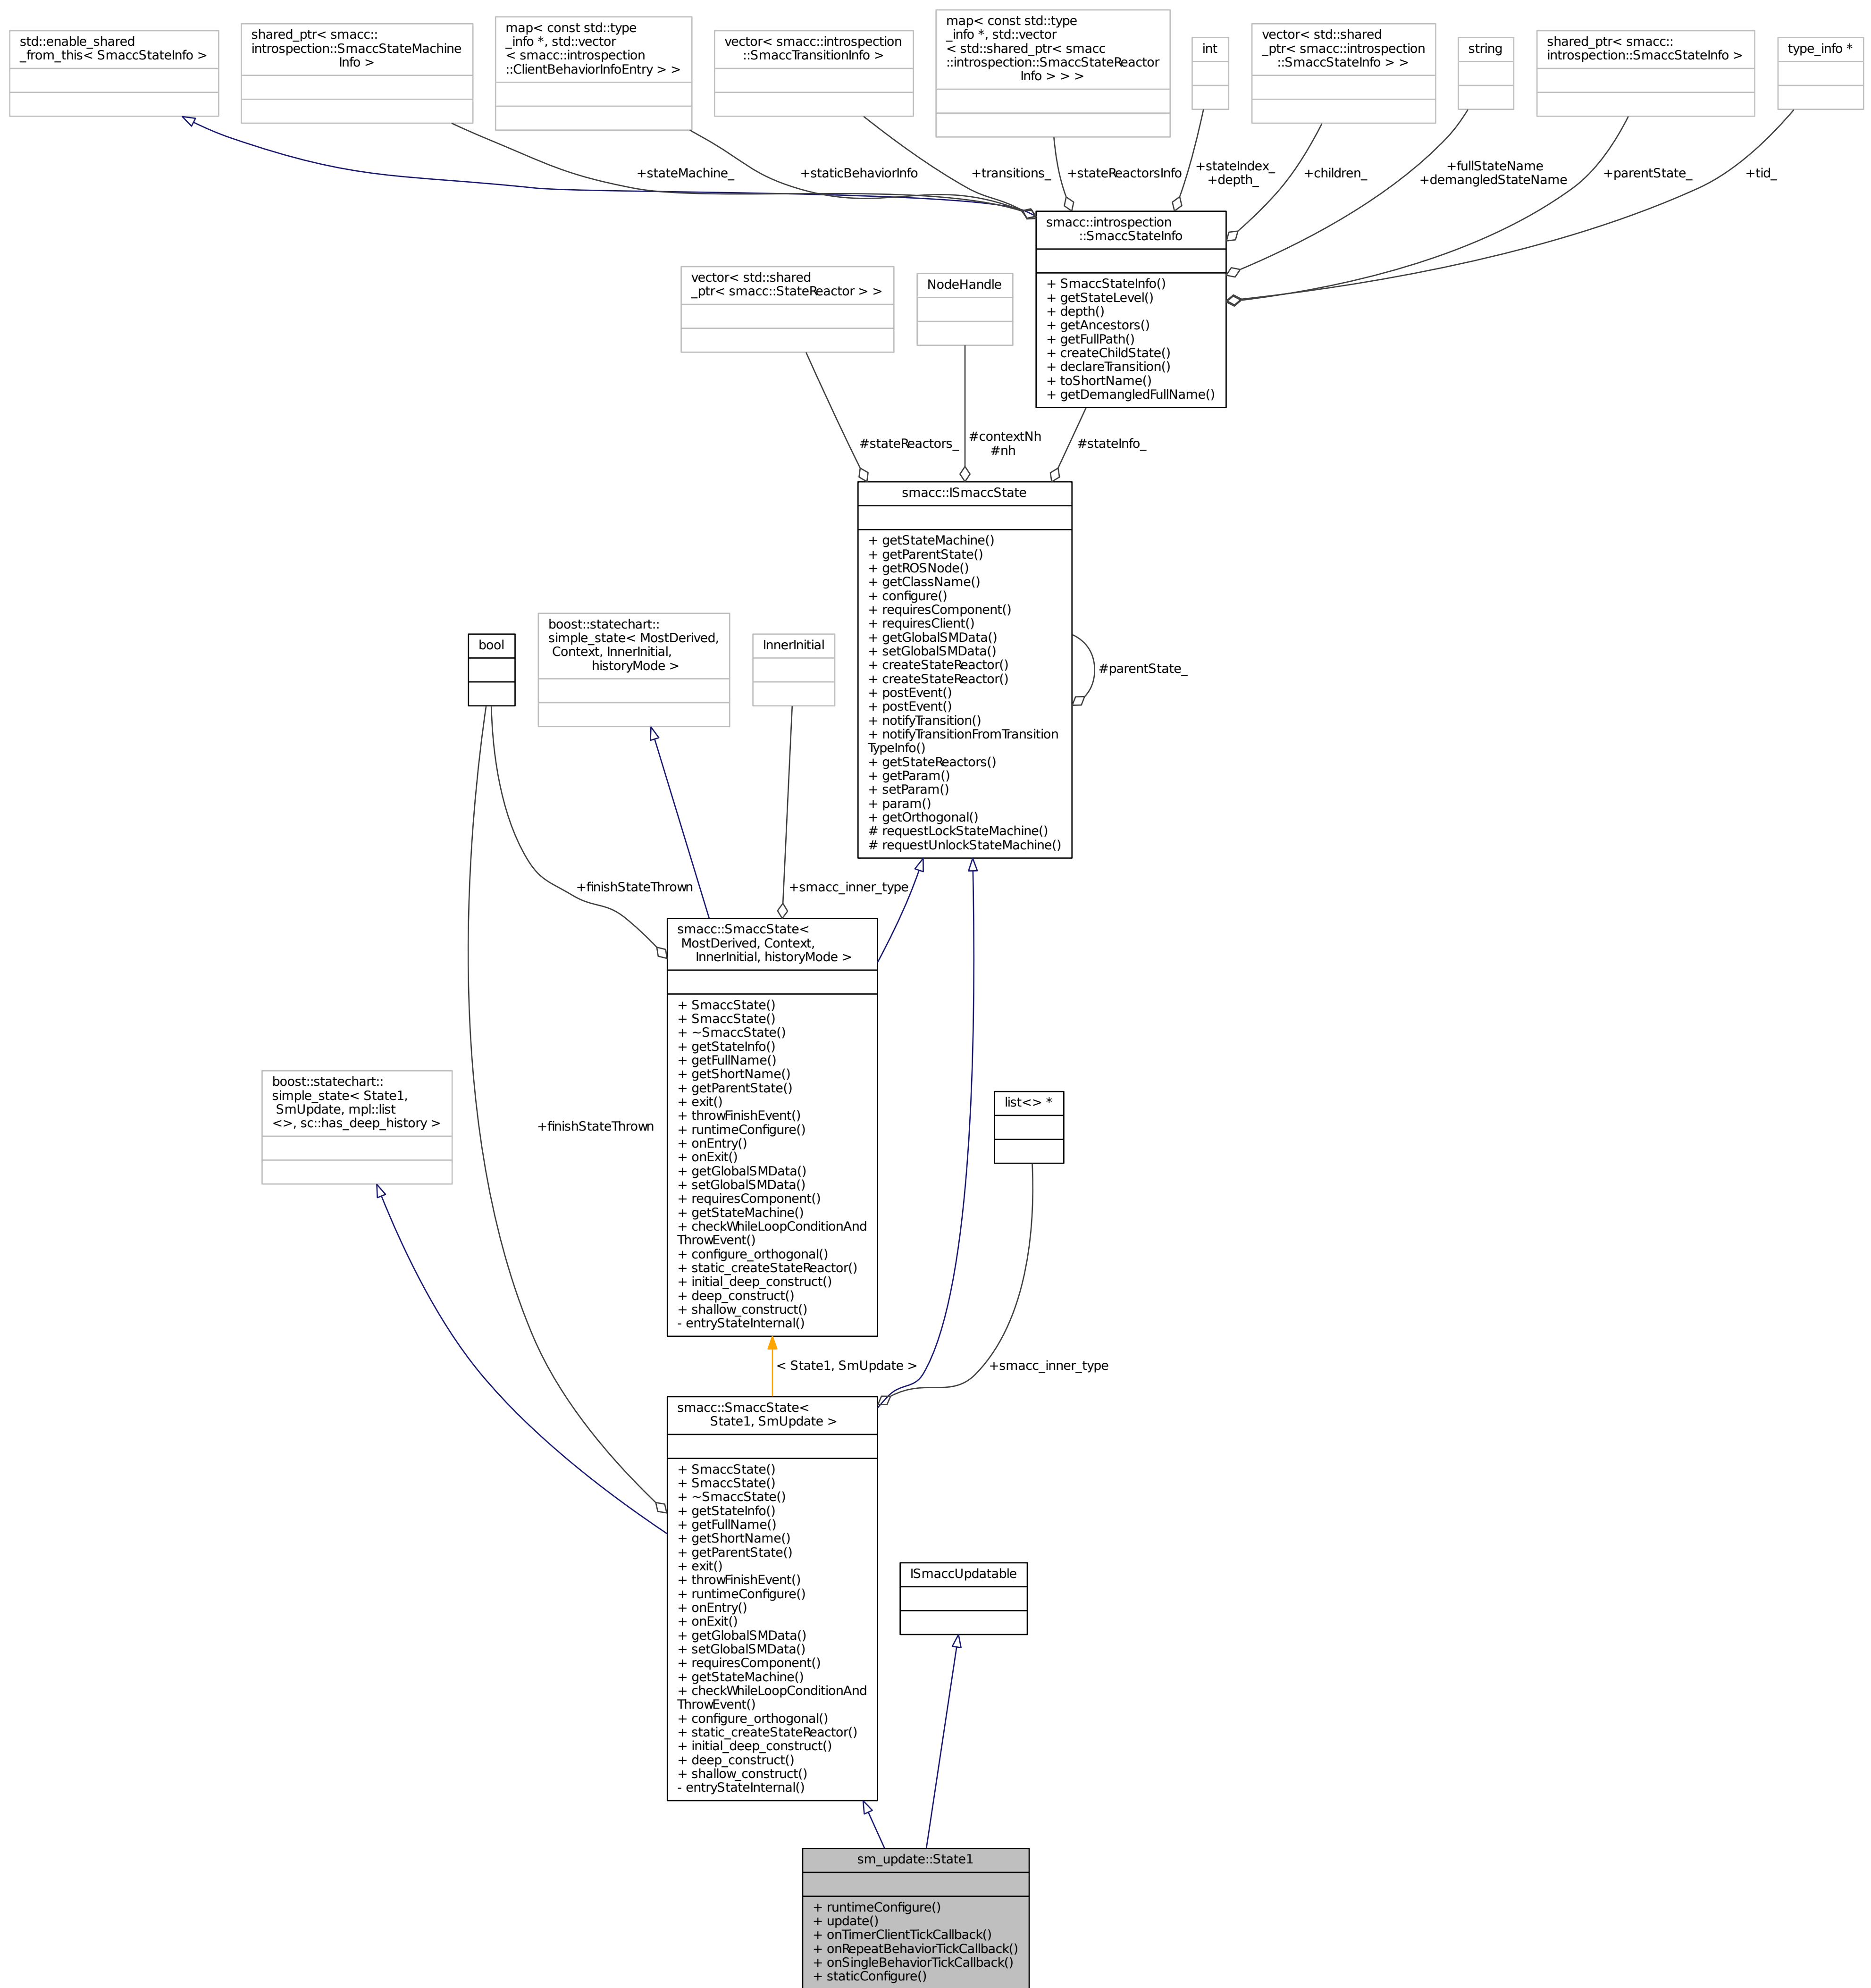 std::enable_shared
_from_this< SmaccStateInfo >
shared_ptr< smacc::
introspection::SmaccStateMachine
Info >
map< const std::type
_info *, std::vector
< smacc::introspection
::ClientBehaviorInfoEntry > >
vector< smacc::introspection
::SmaccTransitionInfo >
map< const std::type
_info *, std::vector
< std::shared_ptr< smacc
::introspection::SmaccStateReactor
Info > > >
int
vector< std::shared
_ptr< smacc::introspection
::SmaccStateInfo > >
string
shared_ptr< smacc::
introspection::SmaccStateInfo >
type_info *
+stateMachine_
+staticBehaviorInfo
+transitions_
+stateReactorsInfo
+stateIndex_
+depth_
+children_
+fullStateName
+demangledStateName
+parentState_
+tid_
smacc::introspection
::SmaccStateInfo
+ SmaccStateInfo()
+ getStateLevel()
+ depth()
+ getAncestors()
+ getFullPath()
+ createChildState()
+ declareTransition()
+ toShortName()
+ getDemangledFullName()
vector< std::shared
_ptr< smacc::StateReactor > >
NodeHandle
#stateReactors_
#contextNh
#nh
#stateInfo_
smacc::ISmaccState
+ getStateMachine()
+ getParentState()
+ getROSNode()
+ getClassName()
+ configure()
+ requiresComponent()
+ requiresClient()
+ getGlobalSMData()
+ setGlobalSMData()
+ createStateReactor()
+ createStateReactor()
+ postEvent()
+ postEvent()
+ notifyTransition()
+ notifyTransitionFromTransition
TypeInfo()
+ getStateReactors()
+ getParam()
+ setParam()
+ param()
+ getOrthogonal()
# requestLockStateMachine()
# requestUnlockStateMachine()
#parentState_
bool
boost::statechart::
simple_state< MostDerived,
Context, InnerInitial,
historyMode >
InnerInitial
+finishStateThrown
+smacc_inner_type
smacc::SmaccState<
MostDerived, Context,
InnerInitial, historyMode >
+ SmaccState()
+ SmaccState()
+ ~SmaccState()
+ getStateInfo()
+ getFullName()
+ getShortName()
+ getParentState()
+ exit()
+ throwFinishEvent()
+ runtimeConfigure()
+ onEntry()
+ onExit()
+ getGlobalSMData()
+ setGlobalSMData()
+ requiresComponent()
+ getStateMachine()
+ checkWhileLoopConditionAnd
ThrowEvent()
+ configure_orthogonal()
+ static_createStateReactor()
+ initial_deep_construct()
+ deep_construct()
+ shallow_construct()
- entryStateInternal()
boost::statechart::
simple_state< State1,
SmUpdate, mpl::list
<>, sc::has_deep_history >
+finishStateThrown
list<> *
< State1, SmUpdate >
+smacc_inner_type
smacc::SmaccState<
State1, SmUpdate >
+ SmaccState()
+ SmaccState()
+ ~SmaccState()
+ getStateInfo()
+ getFullName()
+ getShortName()
+ getParentState()
+ exit()
+ throwFinishEvent()
+ runtimeConfigure()
+ onEntry()
+ onExit()
+ getGlobalSMData()
+ setGlobalSMData()
+ requiresComponent()
+ getStateMachine()
+ checkWhileLoopConditionAnd
ThrowEvent()
+ configure_orthogonal()
+ static_createStateReactor()
+ initial_deep_construct()
+ deep_construct()
+ shallow_construct()
- entryStateInternal()
ISmaccUpdatable
sm_update::State1
+ runtimeConfigure()
+ update()
+ onTimerClientTickCallback()
+ onRepeatBehaviorTickCallback()
+ onSingleBehaviorTickCallback()
+ staticConfigure()